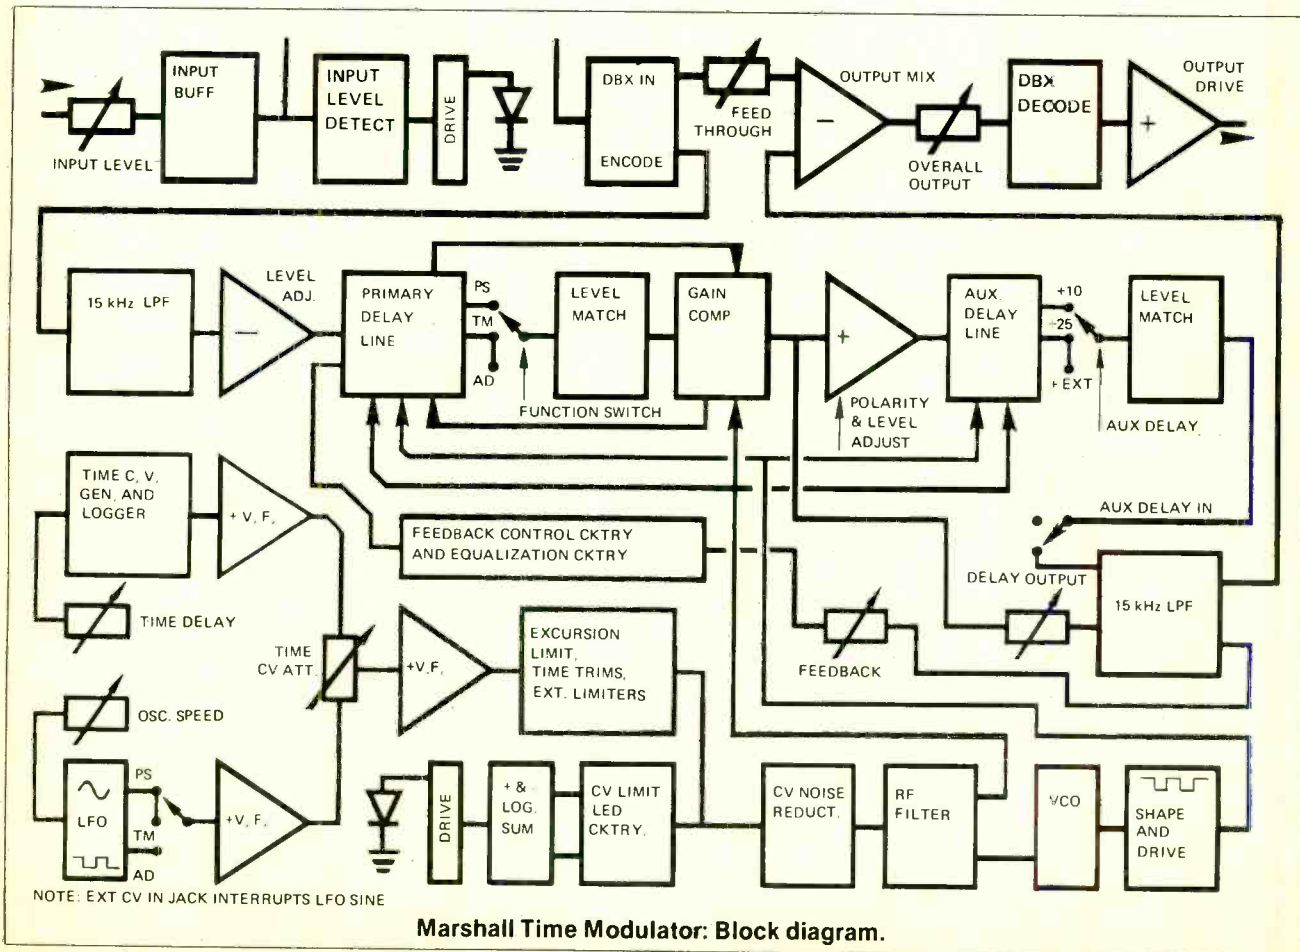 INPUT
BUFF
INPUT LEVEL
INPUT
LEVEL
DETECT
DRIVE
DBX IN
ENCODE
FEED
THROUGH
OUTPUT MIX
−
OVERALL
OUTPUT
DBX
DECODE
+
OUTPUT
DRIVE
15 kHz LPF
−
LEVEL
ADJ.
PRIMARY
DELAY
LINE
PS
TM
AD
FUNCTION SWITCH
LEVEL
MATCH
GAIN
COMP
+
POLARITY
& LEVEL
ADJUST
AUX
DELAY
LINE
+10
+25
+ EXT
AUX DELAY
LEVEL
MATCH
TIME C, V,
GEN, AND
LOGGER
+ V, F,
TIME DELAY
FEEDBACK CONTROL CKTRY
AND EQUALIZATION CKTRY
AUX DELAY IN
DELAY OUTPUT
15 kHz LPF
FEEDBACK
TIME
CV ATT.
+V,F,
EXCURSION
LIMIT,
TIME TRIMS,
EXT. LIMITERS
OSC. SPEED
LFO
PS
TM
AD
+V, F,
DRIVE
+ &
LOG.
SUM
CV LIMIT
LED
CKTRY,
CV NOISE
REDUCT.
RF
FILTER
VCO
SHAPE
AND
DRIVE
NOTE: EXT CV IN JACK INTERRUPTS LFO SINE
Marshall Time Modulator: Block diagram.